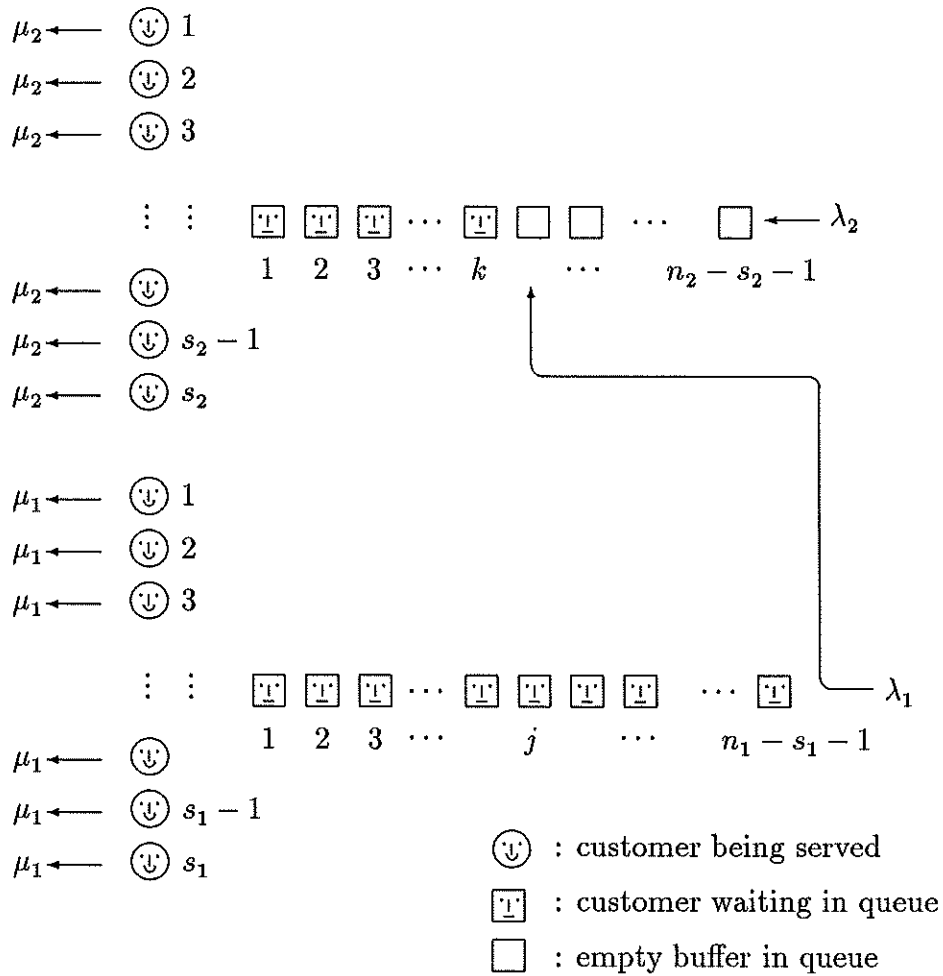 μ₂ 1
μ₂ 2
μ₂ 3
⋮ ⋮ ⋯ ⋯ λ₂
1 2 3 ⋯ k ⋯ n₂ − s₂ − 1
μ₂
μ₂ s₂ − 1
μ₂ s₂
μ₁ 1
μ₁ 2
μ₁ 3
⋮ ⋮ ⋯ ⋯ λ₁
1 2 3 ⋯ j ⋯ n₁ − s₁ − 1
μ₁
μ₁ s₁ − 1
μ₁ s₁
: customer being served
: customer waiting in queue
: empty buffer in queue